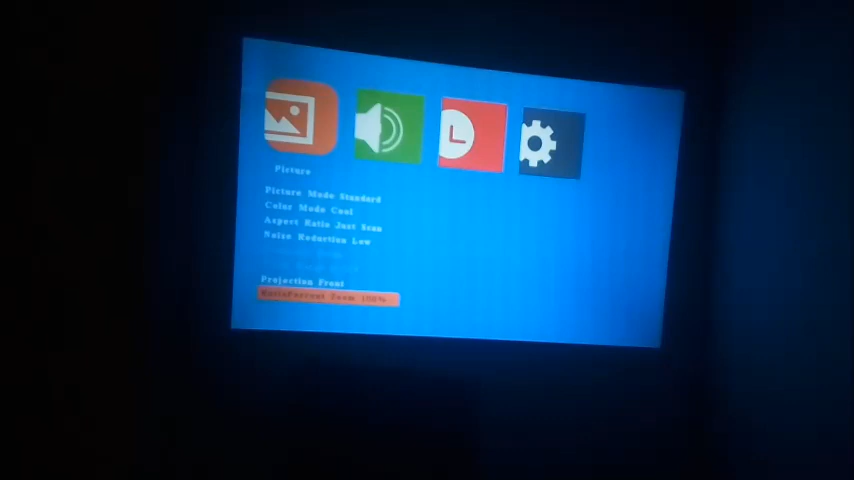 Picture
Picture Mode Standard
Color Mode Cool
Aspect Ratio Just Scan
Noise Reduction Low
Projection Front
Zoom 100%